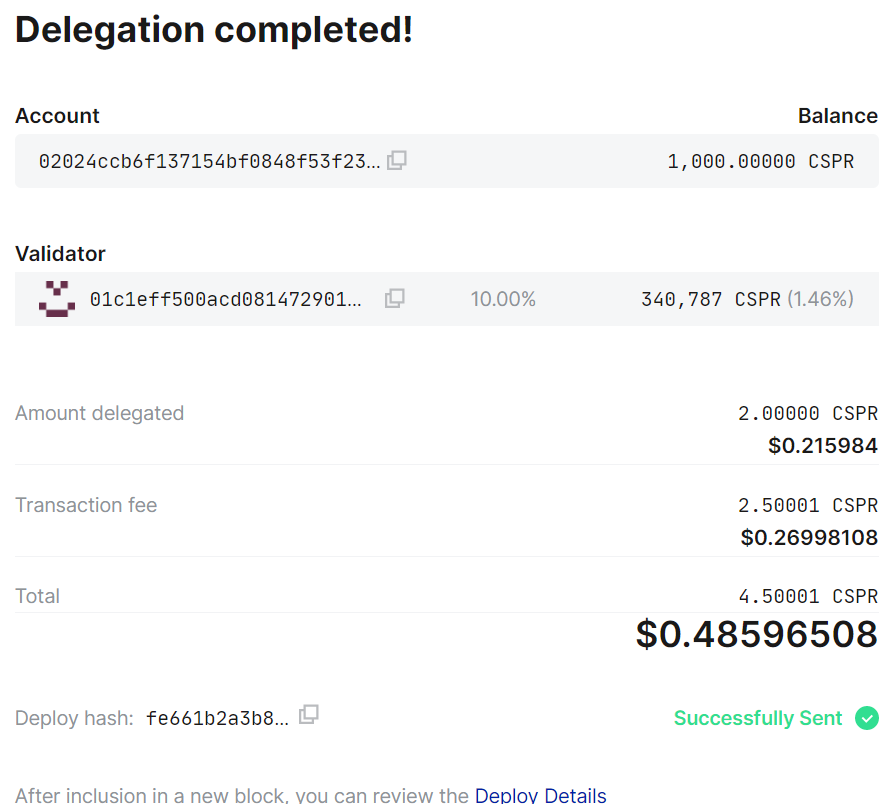 Delegation completed!
Account Balance
02024ccb6f137154bf0848f53f23... 1,000.00000 CSPR
Validator
01c1eff500acd081472901... 10.00% 340,787 CSPR (1.46%)
Amount delegated 2.00000 CSPR
$0.215984
Transaction fee 2.50001 CSPR
$0.26998108
Total 4.50001 CSPR
$0.48596508
Deploy hash: fe661b2a3b8... Successfully Sent
After inclusion in a new block, you can review the Deploy Details